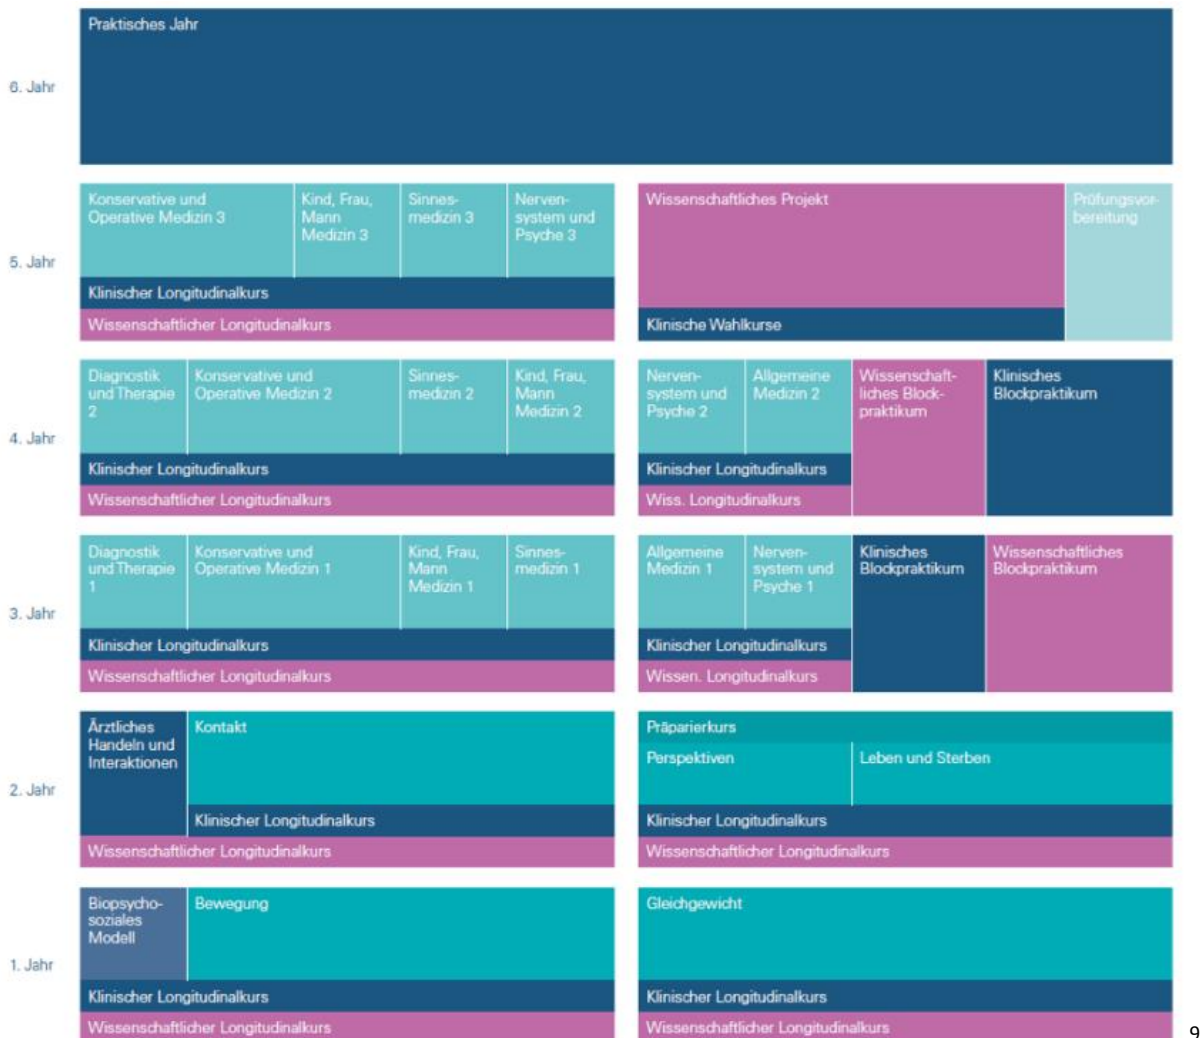 Praktisches Jahr
6. Jahr
Konservative und
Operative Medizin 3
Kind, Frau,
Mann
Medizin 3
Sinnes-
medizin 3
Nerven-
system und
Psyche 3
Wissenschaftliches Projekt
Prüfungsvor-
bereitung
5. Jahr
Klinischer Longitudinalkurs
Wissenschaftlicher Longitudinalkurs
Klinische Wahlkurse
Diagnostik
und Therapie
2
Konservative und
Operative Medizin 2
Sinnes-
medizin 2
Kind, Frau,
Mann
Medizin 2
Nerven-
system und
Psyche 2
Allgemeine
Medizin 2
Wissenschaft-
liches Block-
praktikum
Klinisches
Blockpraktikum
4. Jahr
Klinischer Longitudinalkurs
Wissenschaftlicher Longitudinalkurs
Klinischer Longitudinalkurs
Wiss. Longitudinalkurs
Diagnostik
und Therapie
1
Konservative und
Operative Medizin 1
Kind, Frau,
Mann
Medizin 1
Sinnes-
medizin 1
Allgemeine
Medizin 1
Nerven-
system und
Psyche 1
Klinisches
Blockpraktikum
Wissenschaftliches
Blockpraktikum
3. Jahr
Klinischer Longitudinalkurs
Wissenschaftlicher Longitudinalkurs
Klinischer Longitudinalkurs
Wissen. Longitudinalkurs
Ärztliches
Handeln und
Interaktionen
Kontakt
Präparierkurs
Perspektiven
Leben und Sterben
2. Jahr
Klinischer Longitudinalkurs
Wissenschaftlicher Longitudinalkurs
Klinischer Longitudinalkurs
Wissenschaftlicher Longitudinalkurs
Biopsycho-
soziales
Modell
Bewegung
Gleichgewicht
1. Jahr
Klinischer Longitudinalkurs
Wissenschaftlicher Longitudinalkurs
Klinischer Longitudinalkurs
Wissenschaftlicher Longitudinalkurs
9